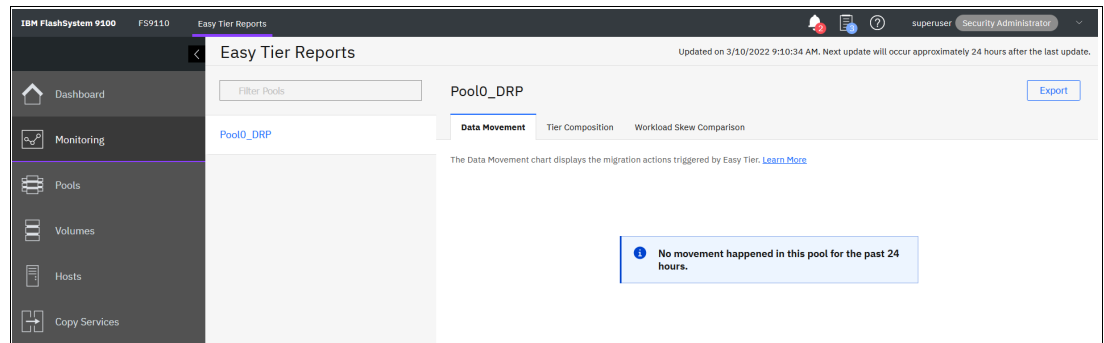 IBM FlashSystem 9100 FS9110 Easy Tier Reports 2 3 superuser Security Administrator
Easy Tier Reports Updated on 3/10/2022 9:10:34 AM. Next update will occur approximately 24 hours after the last update.
Dashboard
Monitoring
Pools
Volumes
Hosts
Copy Services
Filter Pools
Pool0_DRP
Pool0_DRP Export
Data Movement Tier Composition Workload Skew Comparison
The Data Movement chart displays the migration actions triggered by Easy Tier. Learn More
No movement happened in this pool for the past 24
hours.